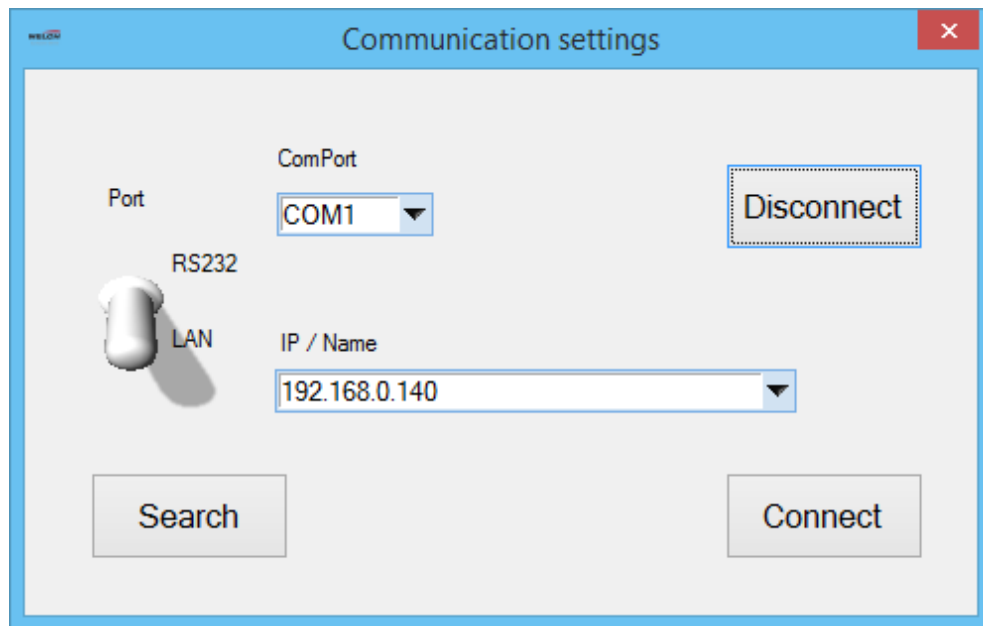 Communication settings
ComPort
Port
COM1
Disconnect
RS232
LAN
IP / Name
192.168.0.140
Search
Connect